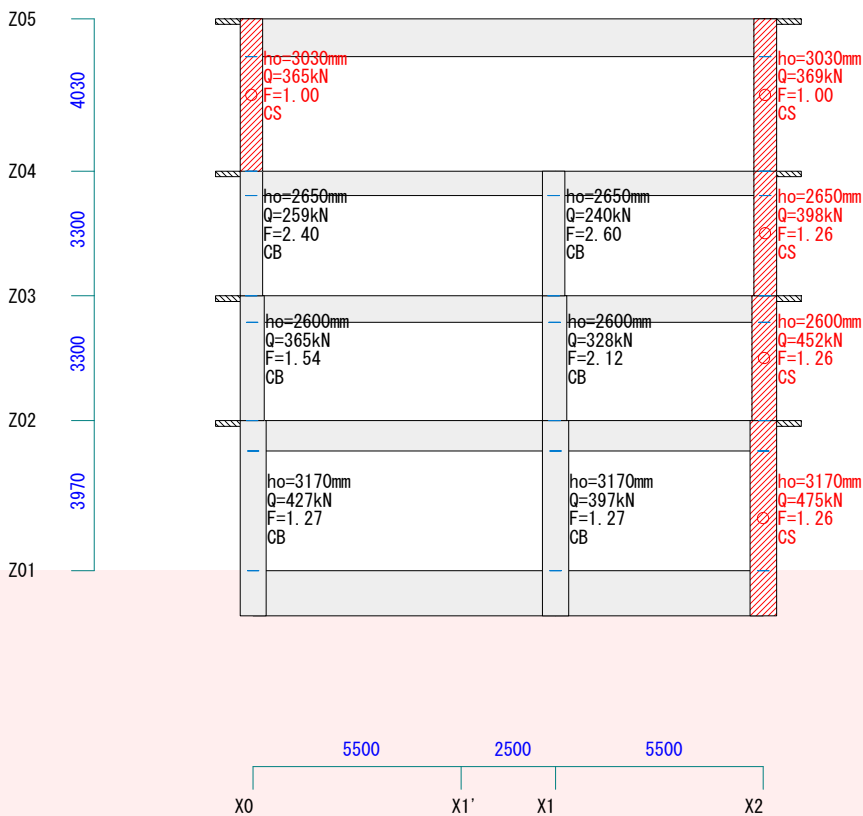 Z05
4030
ho=3030mm
Q=365kN
F=1.00
CS
ho=3030mm
Q=369kN
F=1.00
CS
Z04
3300
ho=2650mm
Q=259kN
F=2.40
CB
ho=2650mm
Q=240kN
F=2.60
CB
ho=2650mm
Q=398kN
F=1.26
CS
Z03
3300
ho=2600mm
Q=365kN
F=1.54
CB
ho=2600mm
Q=328kN
F=2.12
CB
ho=2600mm
Q=452kN
F=1.26
CS
Z02
3970
ho=3170mm
Q=427kN
F=1.27
CB
ho=3170mm
Q=397kN
F=1.27
CB
ho=3170mm
Q=475kN
F=1.26
CS
Z01
5500 2500 5500
X0 X1' X1 X2